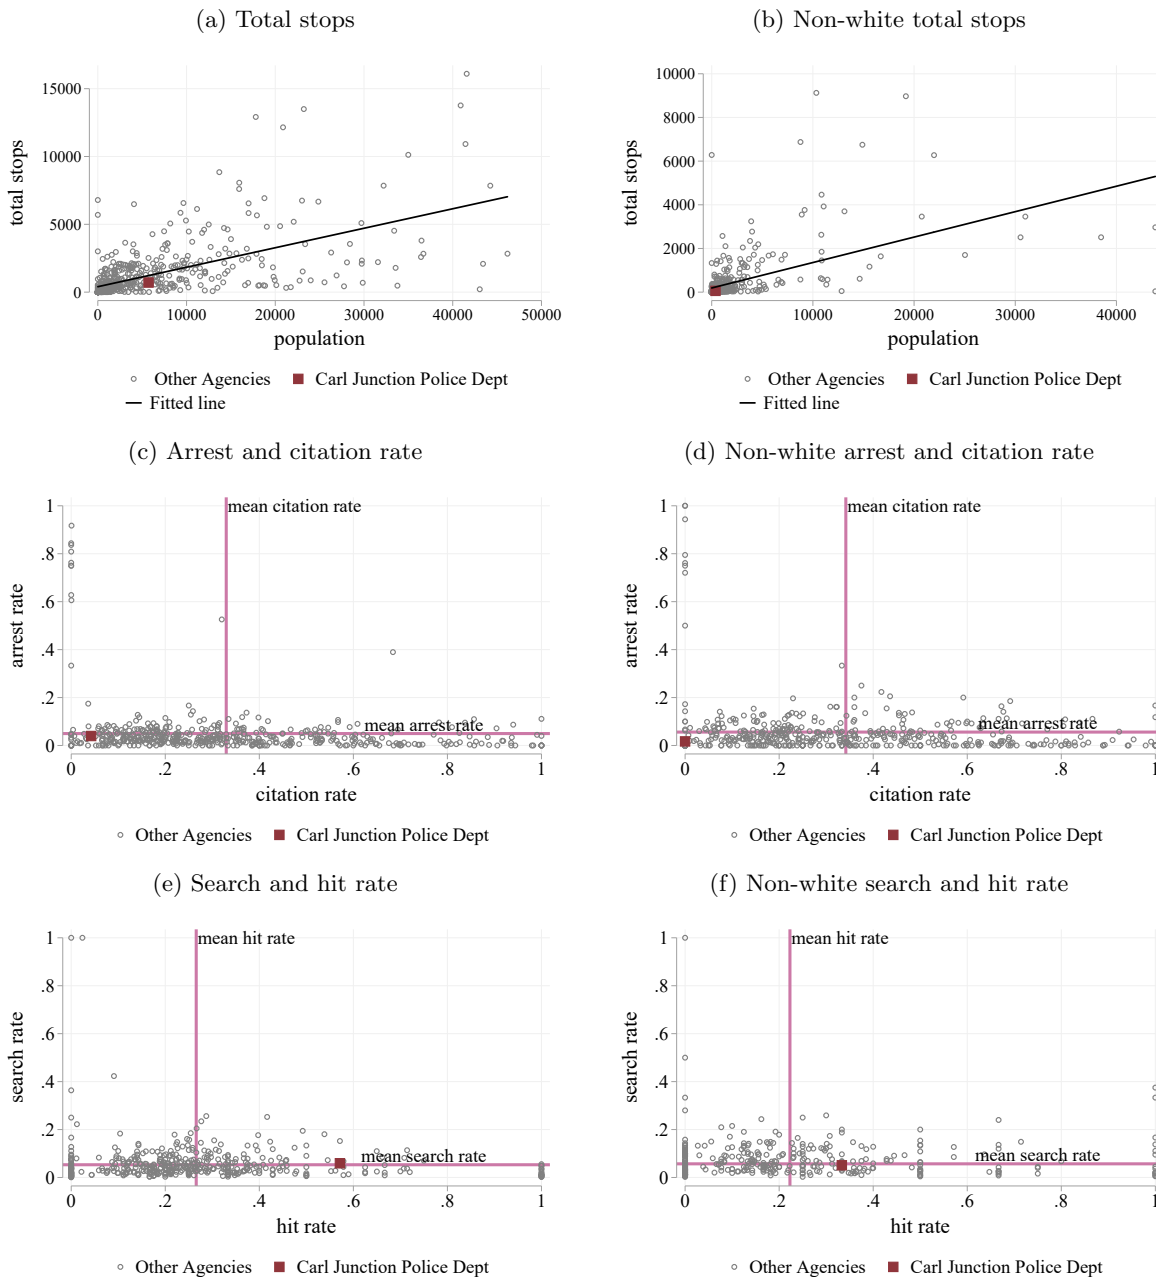 (a) Total stops
total stops
15000
10000
5000
0
0 10000 20000 30000 40000 50000
population
Other Agencies Carl Junction Police Dept
Fitted line
(b) Non-white total stops
total stops
10000
8000
6000
4000
2000
0
0 10000 20000 30000 40000
population
Other Agencies Carl Junction Police Dept
Fitted line
(c) Arrest and citation rate
mean citation rate
arrest rate
1
.8
.6
.4
.2
0
mean arrest rate
0 .2 .4 .6 .8 1
citation rate
Other Agencies Carl Junction Police Dept
(d) Non-white arrest and citation rate
mean citation rate
arrest rate
1
.8
.6
.4
.2
0
mean arrest rate
0 .2 .4 .6 .8 1
citation rate
Other Agencies Carl Junction Police Dept
(e) Search and hit rate
mean hit rate
search rate
1
.8
.6
.4
.2
0
mean search rate
0 .2 .4 .6 .8 1
hit rate
Other Agencies Carl Junction Police Dept
(f) Non-white search and hit rate
mean hit rate
search rate
1
.8
.6
.4
.2
0
mean search rate
0 .2 .4 .6 .8 1
hit rate
Other Agencies Carl Junction Police Dept